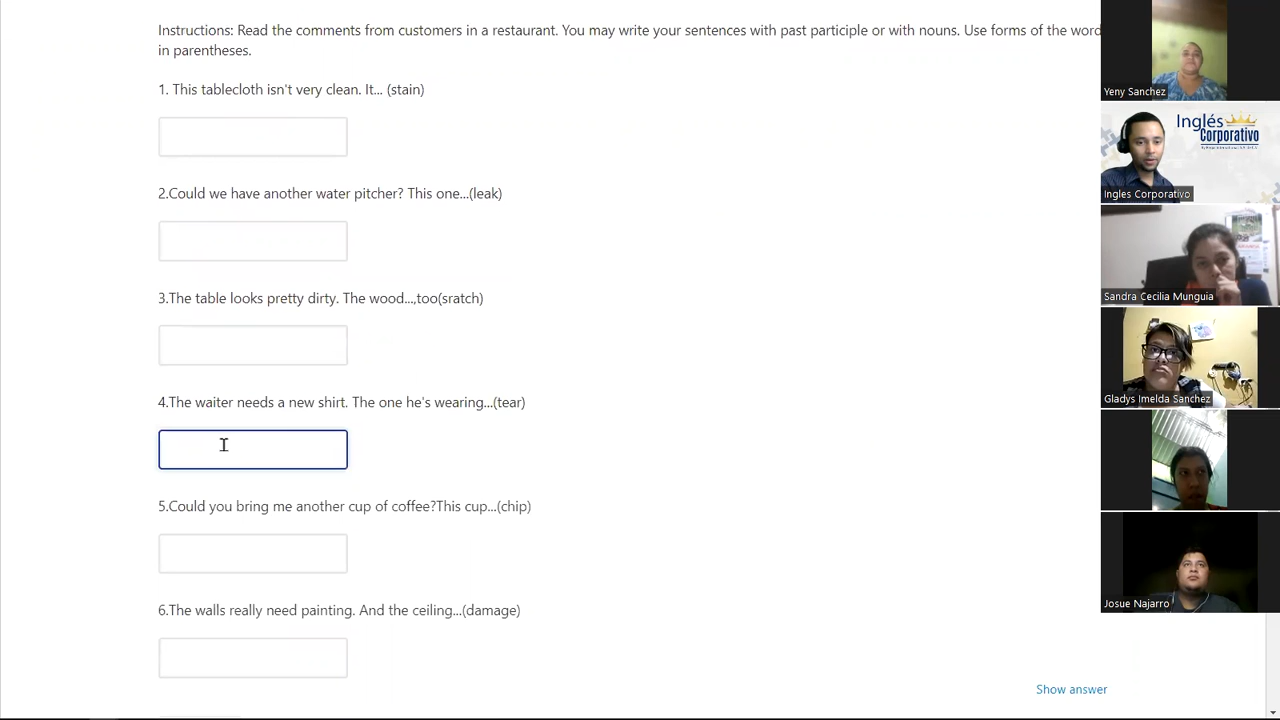 Instructions: Read the comments from customers in a restaurant. You may write your sentences with past participle or with nouns. Use forms of the word
in parentheses.
1. This tablecloth isn't very clean. It... (stain)
2.Could we have another water pitcher? This one...(leak)
3.The table looks pretty dirty. The wood...,too(sratch)
4.The waiter needs a new shirt. The one he's wearing...(tear)
5.Could you bring me another cup of coffee?This cup...(chip)
6.The walls really need painting. And the ceiling...(damage)
Show answer
Yeny Sanchez
Inglés
Corporativo
Ingles Corporativo
Sandra Cecilia Munguia
Gladys Imelda Sanchez
Josue Najarro